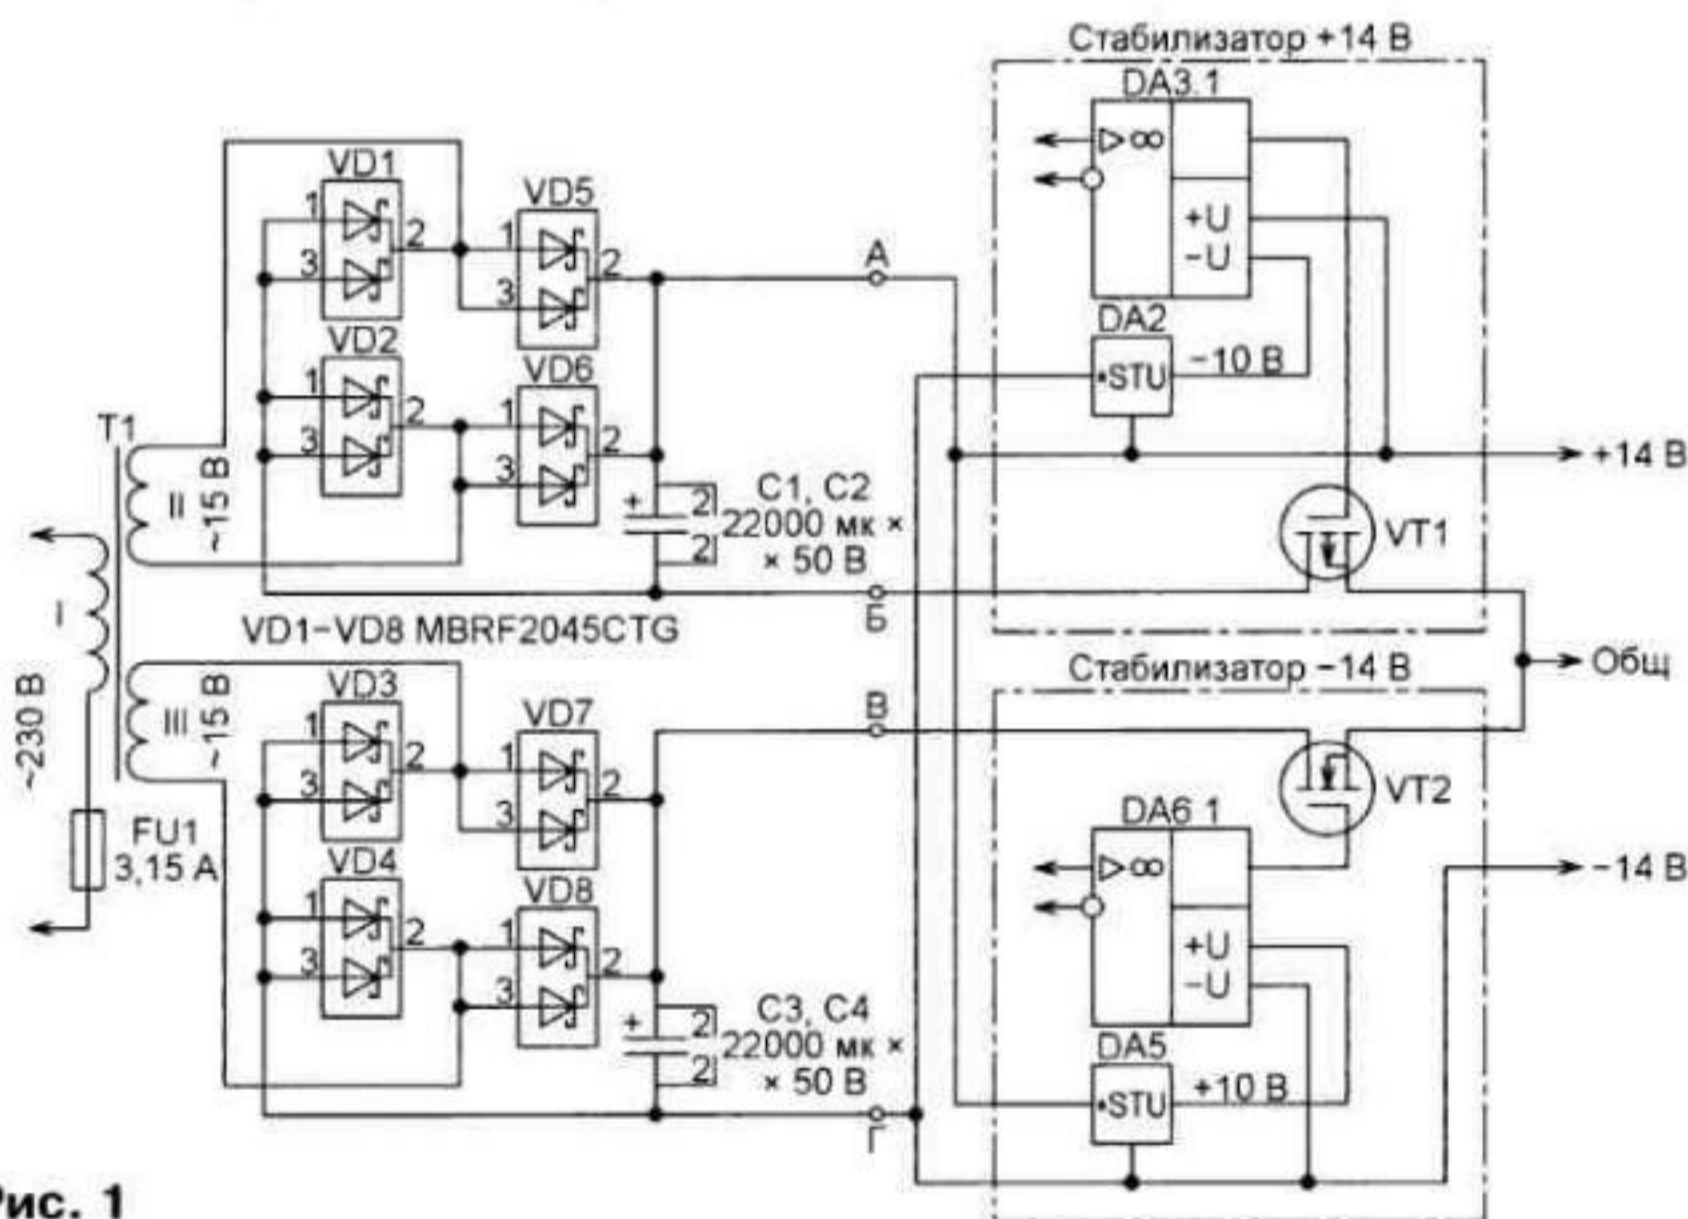 Стабилизатор +14 В
DA3.1
▷∞
+U
-U
DA2
*STU
-10 В
+14 В
VT1
VD1
1
3
2
VD5
1
3
2
А
VD2
1
3
2
VD6
1
3
2
T1
II
~15 В
+
2
2
C1, C2
22000 мк ×
× 50 В
Б
I
VD1-VD8 MBRF2045CTG
Общ
Стабилизатор -14 В
~230 В
III
~15 В
VD3
1
3
2
VD7
1
3
2
В
VT2
DA6 1
▷∞
+U
-U
-14 В
FU1
3,15 А
VD4
1
3
2
VD8
1
3
2
+
2
2
C3, C4
22000 мк ×
× 50 В
DA5
*STU
+10 В
Г
Рис. 1